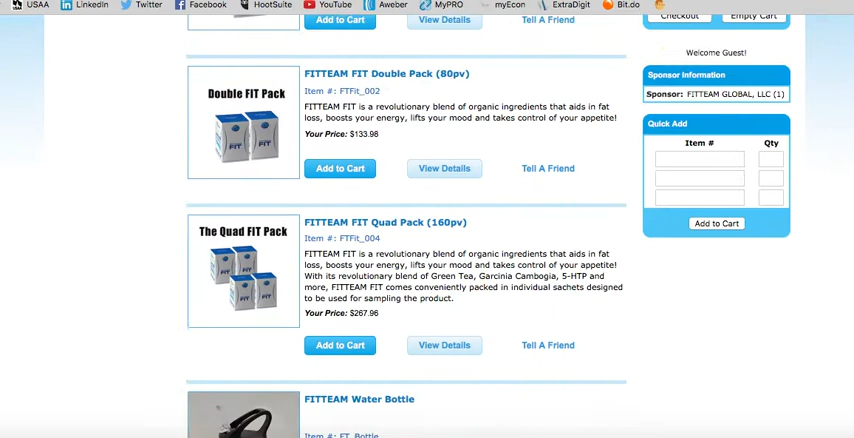 USAA LinkedIn Twitter Facebook HootSuite YouTube Aweber MyPRO myEcon ExtraDigit Bit.do
Add to Cart View Details Tell A Friend
Checkout Empty Cart
Welcome Guest!
Sponsor Information
Sponsor: FITTEAM GLOBAL, LLC (1)
Quick Add
Item # Qty
Add to Cart
Double FIT Pack
FIT FIT
FITTEAM FIT Double Pack (80pv)
Item #: FTFit_002
FITTEAM FIT is a revolutionary blend of organic ingredients that aids in fat
loss, boosts your energy, lifts your mood and takes control of your appetite!
Your Price: $133.98
Add to Cart View Details Tell A Friend
The Quad FIT Pack
FIT FIT
FIT FIT
FITTEAM FIT Quad Pack (160pv)
Item #: FTFit_004
FITTEAM FIT is a revolutionary blend of organic ingredients that aids in fat
loss, boosts your energy, lifts your mood and takes control of your appetite!
With its revolutionary blend of Green Tea, Garcinia Cambogia, 5-HTP and
more, FITTEAM FIT comes conveniently packed in individual sachets designed
to be used for sampling the product.
Your Price: $267.96
Add to Cart View Details Tell A Friend
FITTEAM Water Bottle
Item #: FT_Bottle